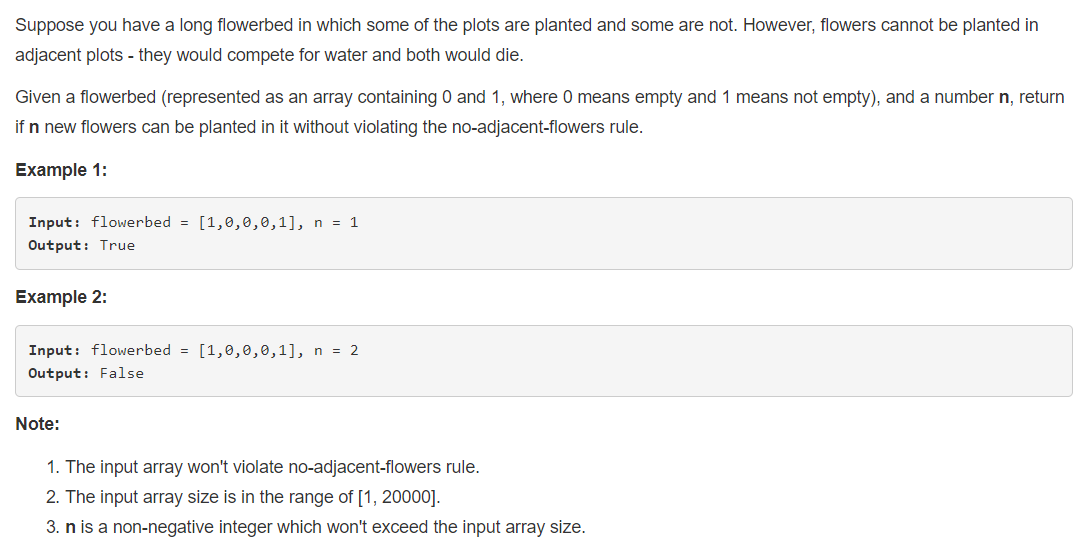 Suppose you have a long flowerbed in which some of the plots are planted and some are not. However, flowers cannot be planted in
adjacent plots - they would compete for water and both would die.
Given a flowerbed (represented as an array containing 0 and 1, where 0 means empty and 1 means not empty), and a number n, return
if n new flowers can be planted in it without violating the no-adjacent-flowers rule.
Example 1:
Input: flowerbed = [1,0,0,0,1], n = 1
Output: True
Example 2:
Input: flowerbed = [1,0,0,0,1], n = 2
Output: False
Note:
1. The input array won't violate no-adjacent-flowers rule.
2. The input array size is in the range of [1, 20000].
3. n is a non-negative integer which won't exceed the input array size.